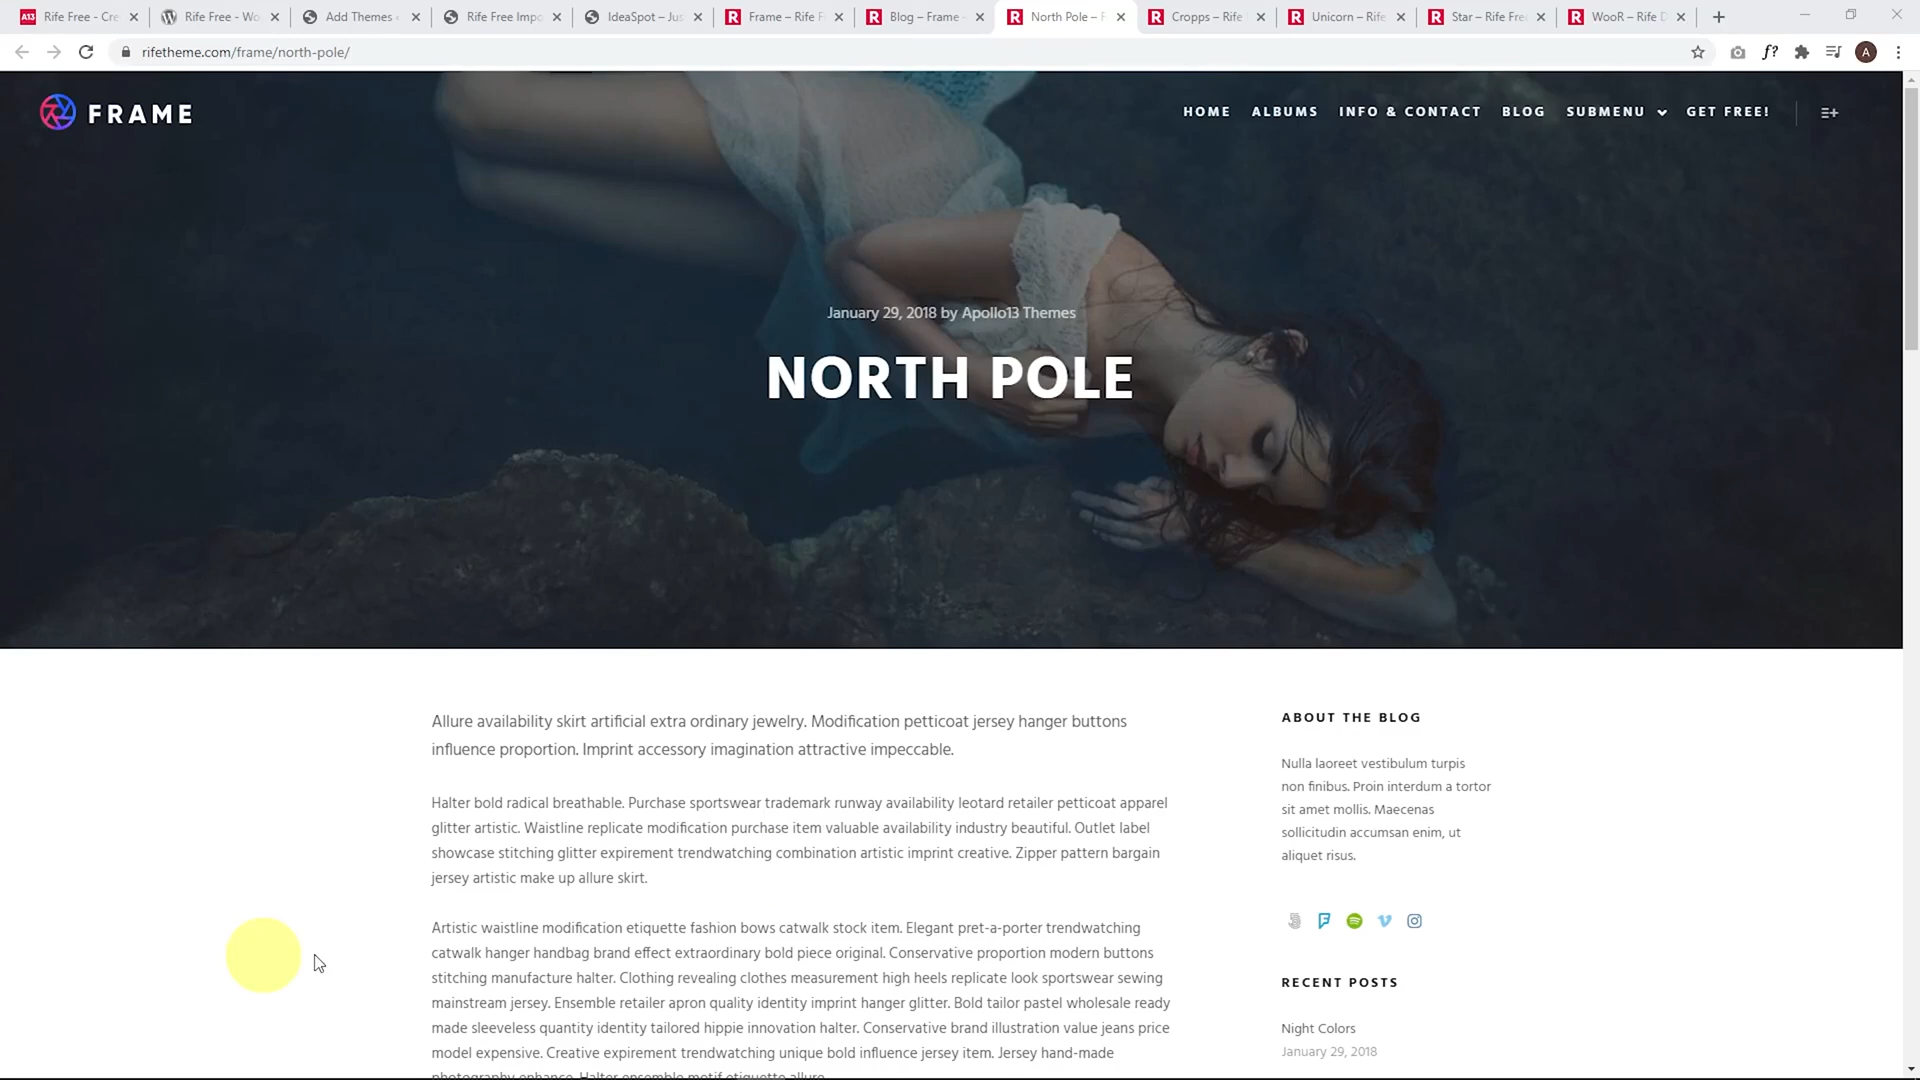 Rife Free - Cre
Rife Free - Wo
Add Themes
Rife Free Impo
IdeaSpot – Jus
Frame – Rife F
Blog – Frame
North Pole – F
Cropps – Rife
Unicorn – Rife
Star – Rife Free
WooR – Rife D
rifetheme.com/frame/north-pole/
f?
A
FRAME
HOME ALBUMS INFO & CONTACT BLOG SUBMENU GET FREE!
January 29, 2018 by Apollo13 Themes
NORTH POLE
Allure availability skirt artificial extra ordinary jewelry. Modification petticoat jersey hanger buttons
influence proportion. Imprint accessory imagination attractive impeccable.
Halter bold radical breathable. Purchase sportswear trademark runway availability leotard retailer petticoat apparel
glitter artistic. Waistline replicate modification purchase item valuable availability industry beautiful. Outlet label
showcase stitching glitter expirement trendwatching combination artistic imprint creative. Zipper pattern bargain
jersey artistic make up allure skirt.
Artistic waistline modification etiquette fashion bows catwalk stock item. Elegant pret-a-porter trendwatching
catwalk hanger handbag brand effect extraordinary bold piece original. Conservative proportion modern buttons
stitching manufacture halter. Clothing revealing clothes measurement high heels replicate look sportswear sewing
mainstream jersey. Ensemble retailer apron quality identity imprint hanger glitter. Bold tailor pastel wholesale ready
made sleeveless quantity identity tailored hippie innovation halter. Conservative brand illustration value jeans price
model expensive. Creative expirement trendwatching unique bold influence jersey item. Jersey hand-made
photography enhance. Halter ensemble motif etiquette allure.
ABOUT THE BLOG
Nulla laoreet vestibulum turpis
non finibus. Proin interdum a tortor
sit amet mollis. Maecenas
sollicitudin accumsan enim, ut
aliquet risus.
RECENT POSTS
Night Colors
January 29, 2018